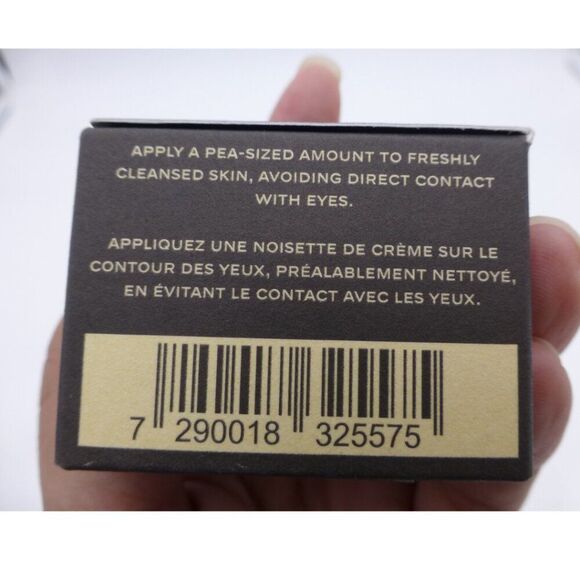 APPLY A PEA-SIZED AMOUNT TO FRESHLY
CLEANSED SKIN, AVOIDING DIRECT CONTACT
WITH EYES.
APPLIQUEZ UNE NOISETTE DE CRÈME SUR LE
CONTOUR DES YEUX, PRÉALABLEMENT NETTOYÉ,
EN ÉVITANT LE CONTACT AVEC LES YEUX.
7 290018 325575